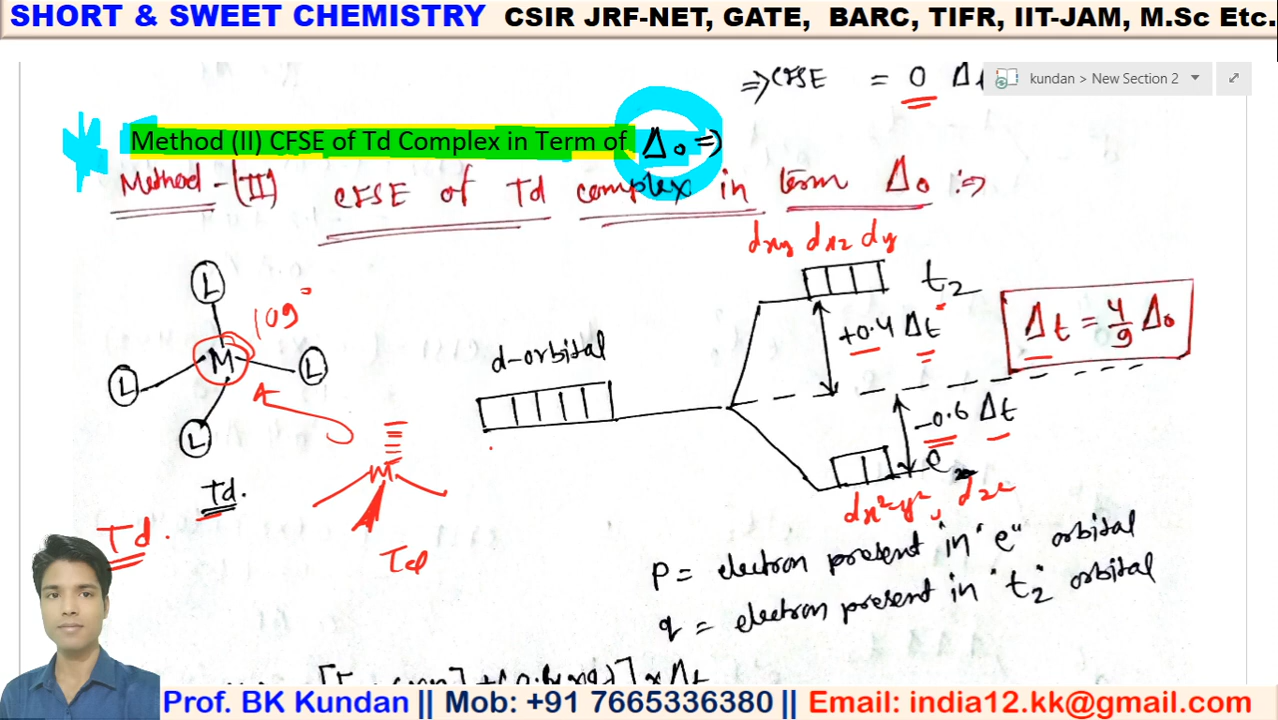 SHORT & SWEET CHEMISTRY CSIR JRF-NET, GATE, BARC, TIFR, IIT-JAM, M.Sc Etc.
⇒ CFSE = 0 Δt
kundan > New Section 2
Method (II) CFSE of Td Complex in Term of Δo ⇒
Method-(II) CFSE of Td complex in term Δo :⇒
dxy dxz dy
L
t2
109°
Δt = 4/9 Δo
+0.4 Δt
d-orbital
M
L
L
-0.6 Δt
L
e
M
Td.
dx²-y², dz²
Td.
Td
P = electron present in "e" orbital
q = electron present in "t2" orbital
Prof. BK Kundan || Mob: +91 7665336380 || Email: india12.kk@gmail.com